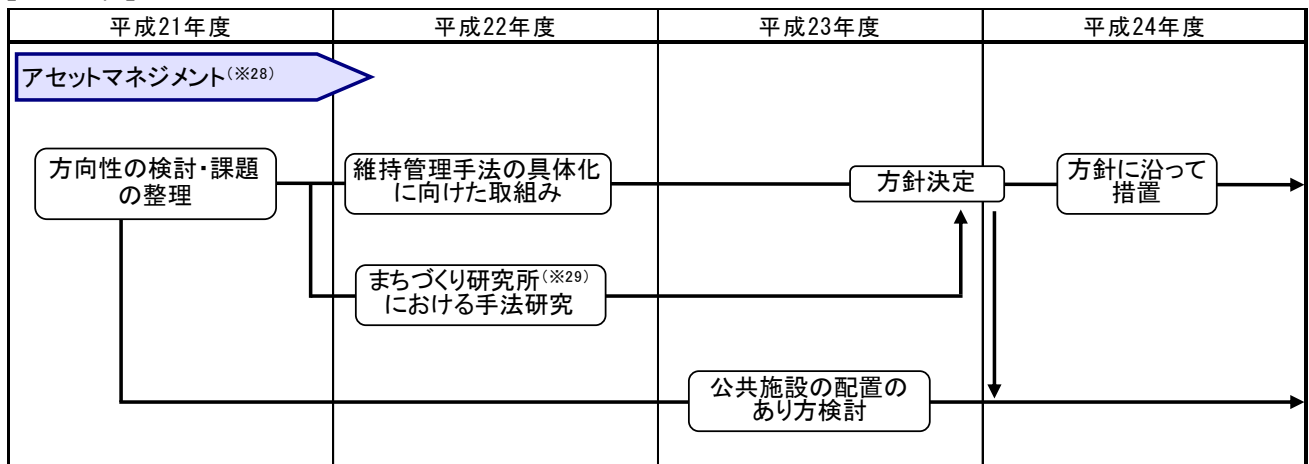 平成21年度
平成22年度
平成23年度
平成24年度
アセットマネジメント(※28)
方向性の検討・課題
の整理
維持管理手法の具体化
に向けた取組み
方針決定
方針に沿って
措置
まちづくり研究所(※29)
における手法研究
公共施設の配置の
あり方検討